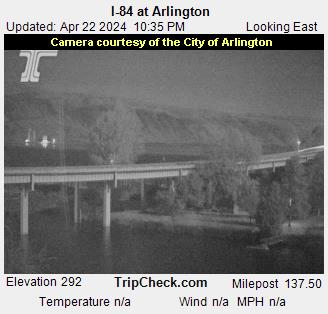 I-84 at Arlington
Updated: Apr 22 2024 10:35 PM Looking East
Camera courtesy of the City of Arlington
Elevation 292 TripCheck.com Milepost 137.50
Temperature n/a Wind n/a MPH n/a